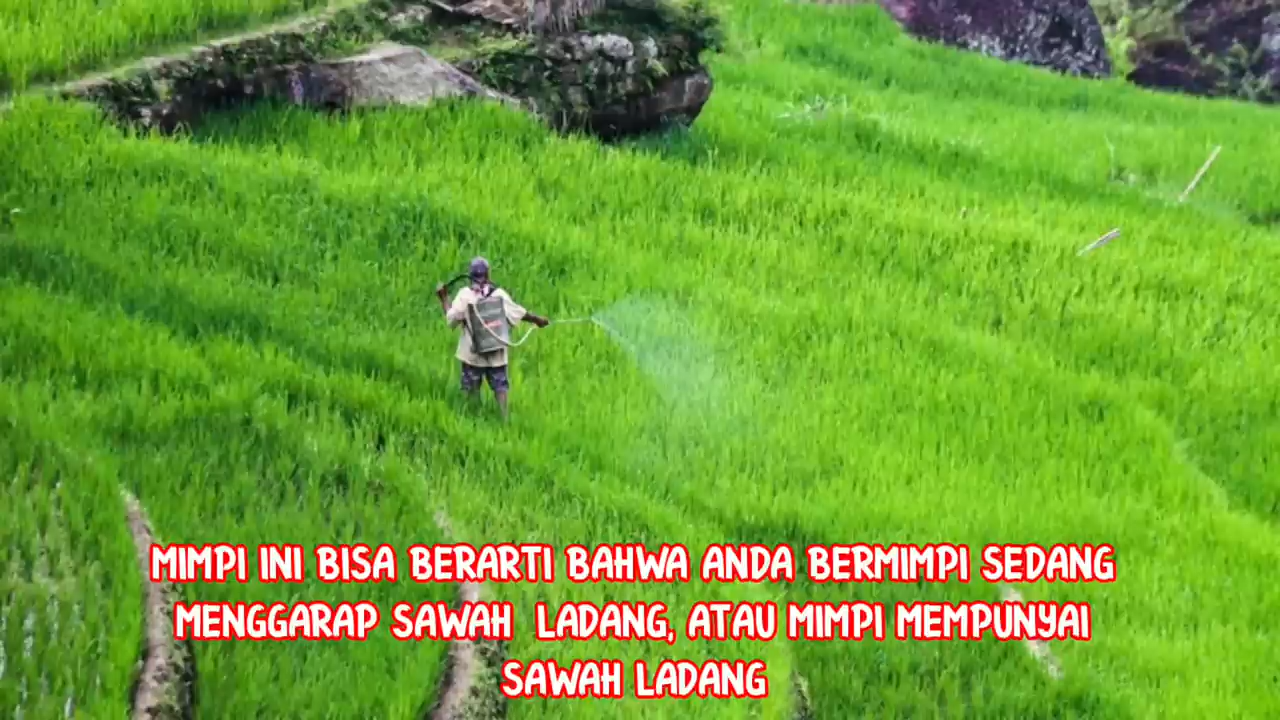 MIMPI INI BISA BERARTI BAHWA ANDA BERMIMPI SEDANG
MENGGARAP SAWAH LADANG, ATAU MIMPI MEMPUNYAI
SAWAH LADANG